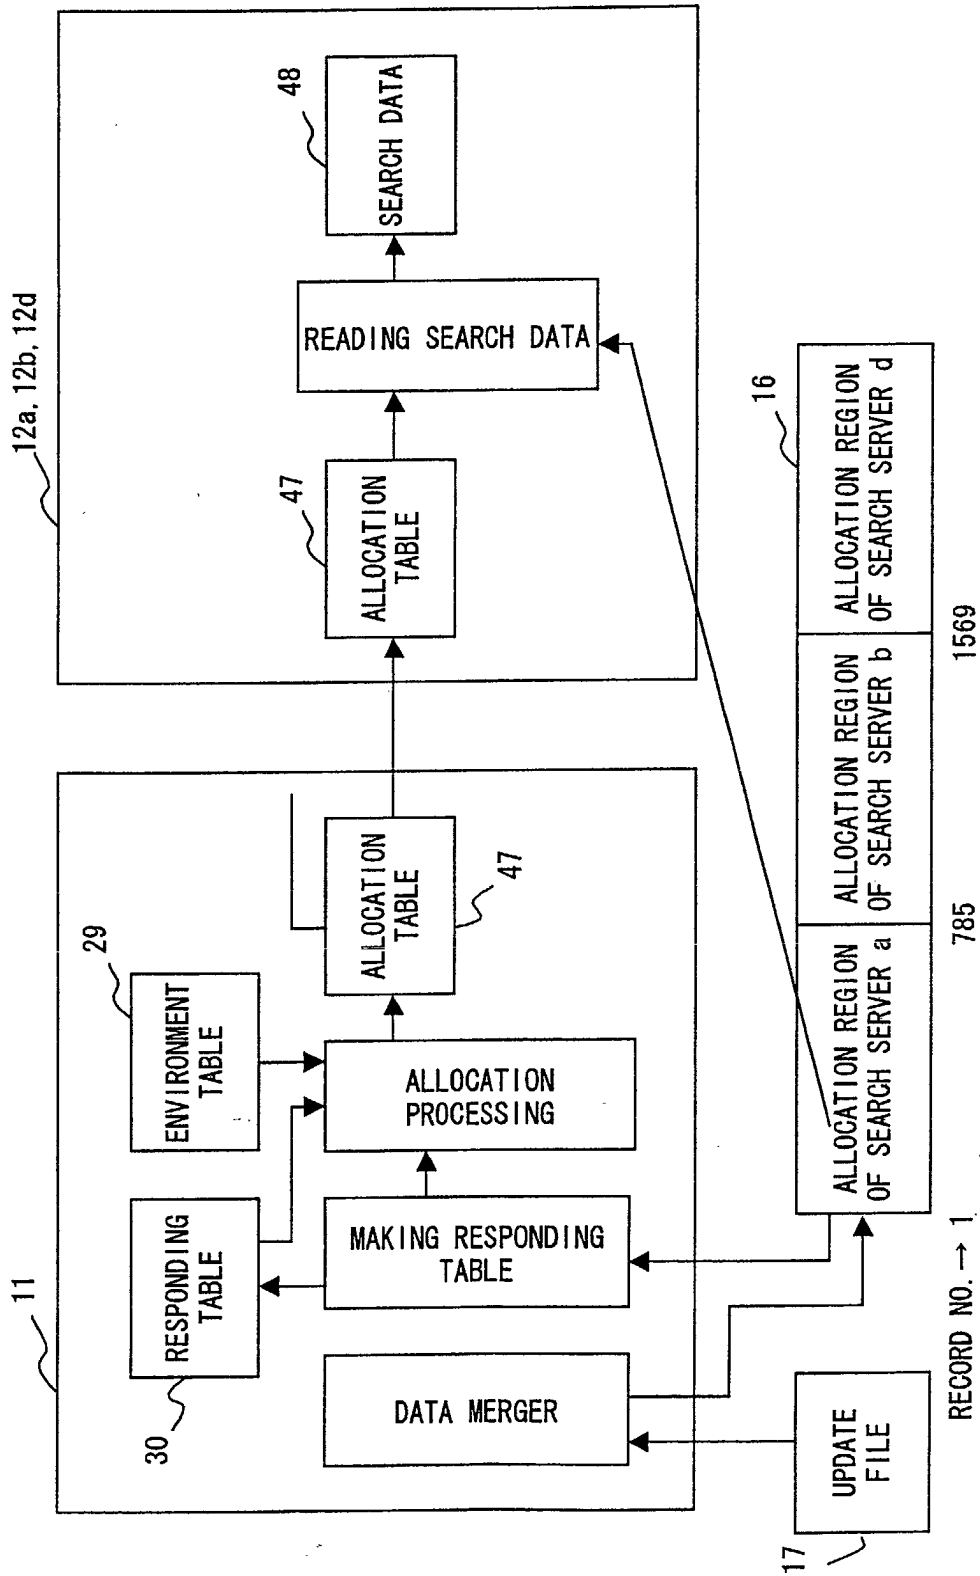 11
12a, 12b, 12d
30
RESPONDING
TABLE
29
ENVIRONMENT
TABLE
DATA MERGER
MAKING RESPONDING
TABLE
ALLOCATION
PROCESSING
ALLOCATION
TABLE
47
47
ALLOCATION
TABLE
READING SEARCH DATA
48
SEARCH DATA
17
UPDATE
FILE
16
ALLOCATION REGION
OF SEARCH SERVER a
ALLOCATION REGION
OF SEARCH SERVER b
ALLOCATION REGION
OF SEARCH SERVER d
RECORD NO. → 1
785
1569